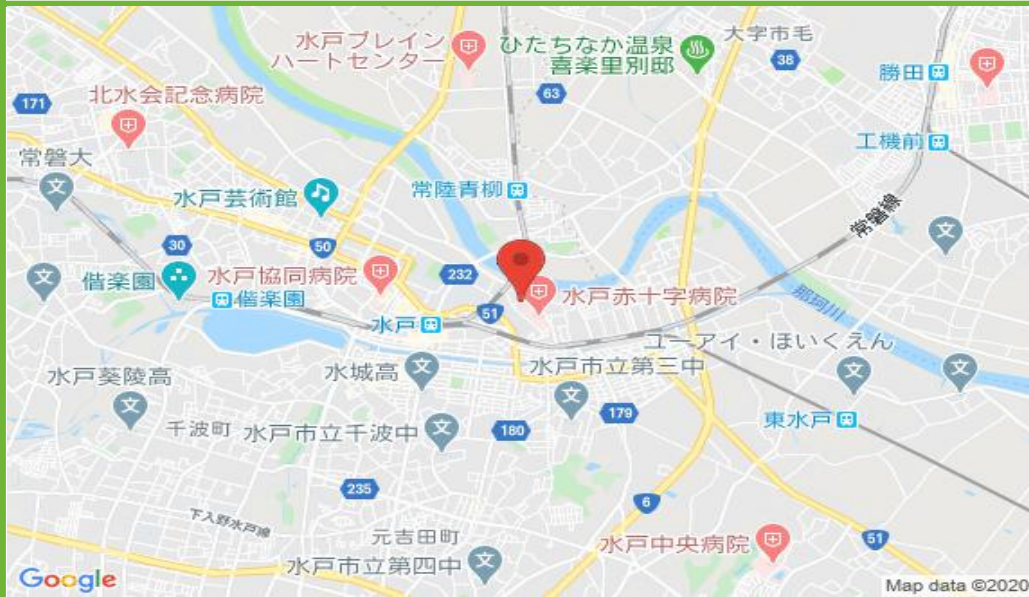 水戸ブレイン
ハートセンター
ひたちなか温泉
喜楽里別邸
大字市毛
38
勝田
171
北水会記念病院
63
工機前
常磐大
水戸芸術館
常陸青柳
常磐線
30
50
偕楽園
水戸協同病院
232
偕楽園
51
水戸赤十字病院
那珂川
水戸
ユーアイ・ほいくえん
水城高
水戸市立第三中
水戸葵陵高
179
東水戸
千波町
水戸市立千波中
180
235
6
下入野水戸線
元吉田町
水戸中央病院
51
水戸市立第四中
Google
Map data ©2020